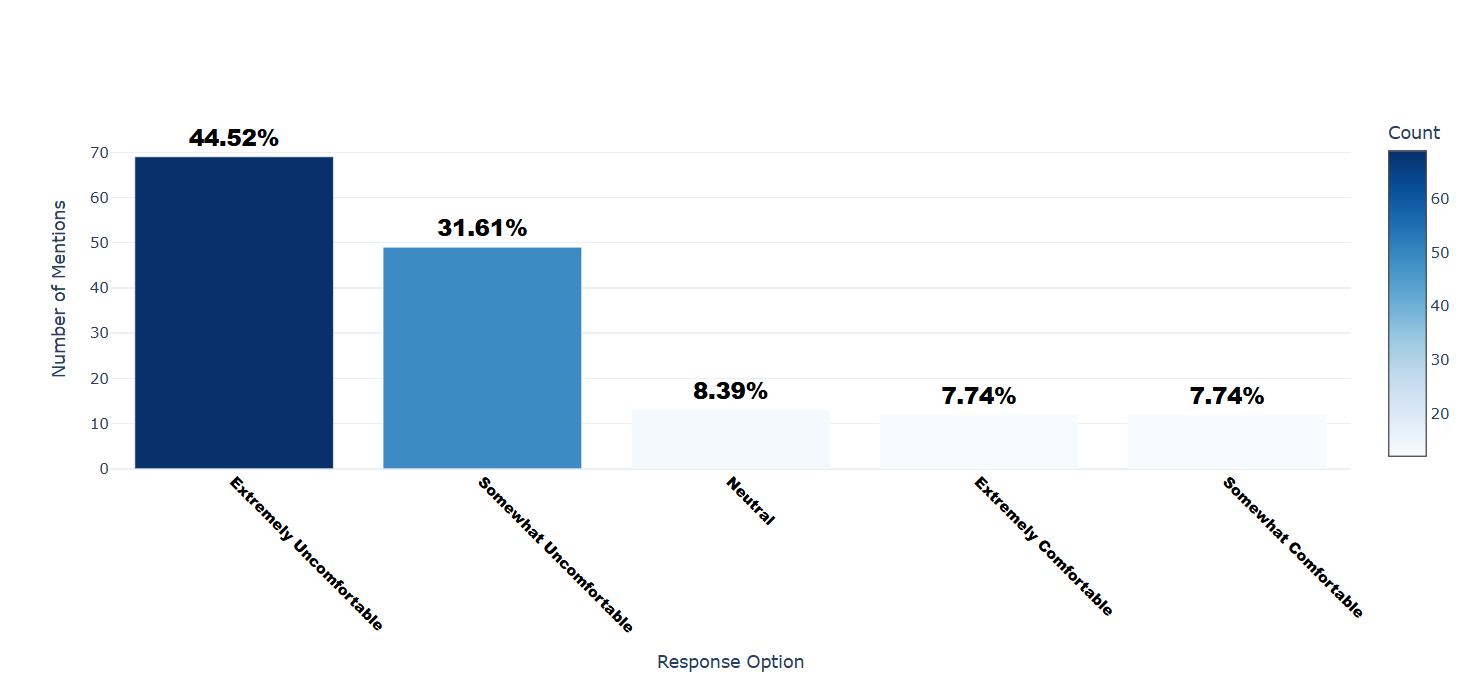 44.52%
31.61%
8.39%
7.74%
7.74%
Number of Mentions
70
60
50
40
30
20
10
0
Extremely Uncomfortable
Somewhat Uncomfortable
Neutral
Extremely Comfortable
Somewhat Comfortable
Response Option
Count
60
50
40
30
20